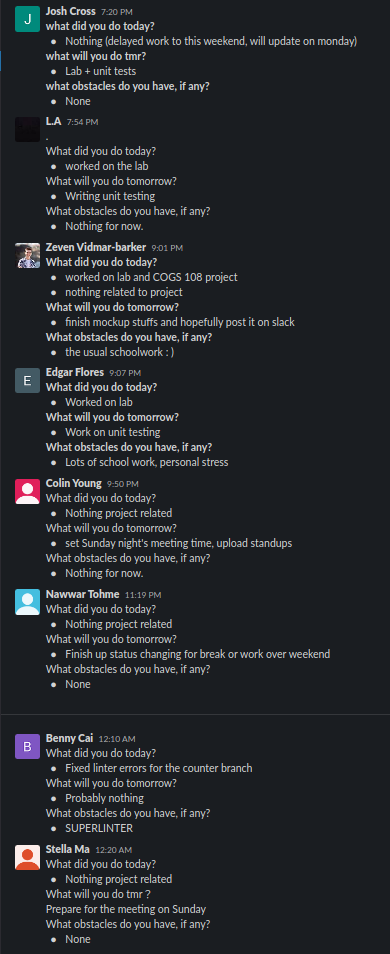 J
Josh Cross 7:20 PM
what did you do today?
• Nothing (delayed work to this weekend, will update on monday)
what will you do tmr?
• Lab + unit tests
what obstacles do you have, if any?
• None
L.A 7:54 PM
.
What did you do today?
• worked on the lab
What will you do tomorrow?
• Writing unit testing
What obstacles do you have, if any?
• Nothing for now.
Zeven Vidmar-barker 9:01 PM
What did you do today?
• worked on lab and COGS 108 project
• nothing related to project
What will you do tomorrow?
• finish mockup stuffs and hopefully post it on slack
What obstacles do you have, if any?
• the usual schoolwork : )
E
Edgar Flores 9:07 PM
What did you do today?
• Worked on lab
What will you do tomorrow?
• Work on unit testing
What obstacles do you have, if any?
• Lots of school work, personal stress
Colin Young 9:50 PM
What did you do today?
• Nothing project related
What will you do tomorrow?
• set Sunday night's meeting time, upload standups
What obstacles do you have, if any?
• Nothing for now.
Nawwar Tohme 11:19 PM
What did you do today?
• Nothing project related
What will you do tomorrow?
• Finish up status changing for break or work over weekend
What obstacles do you have, if any?
• None
B
Benny Cai 12:10 AM
What did you do today?
• Fixed linter errors for the counter branch
What will you do tomorrow?
• Probably nothing
What obstacles do you have, if any?
• SUPERLINTER
Stella Ma 12:20 AM
What did you do today?
• Nothing project related
What will you do tmr ?
Prepare for the meeting on Sunday
What obstacles do you have, if any?
• None